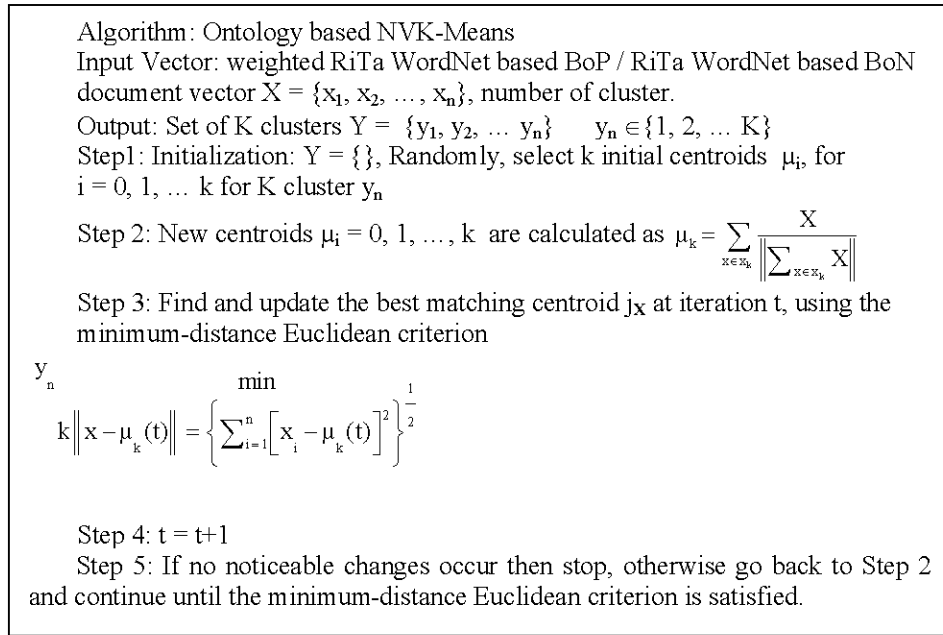 Algorithm: Ontology based NVK-Means
Input Vector: weighted RiTa WordNet based BoP / RiTa WordNet based BoN
document vector X = {x₁, x₂, ..., xₙ}, number of cluster.
Output: Set of K clusters Y = {y₁, y₂, ... yₙ} yₙ ∈{1, 2, ... K}
Step1: Initialization: Y = {}, Randomly, select k initial centroids μᵢ, for
i = 0, 1, ... k for K cluster yₙ
Step 2: New centroids μᵢ = 0, 1, ..., k are calculated as μₖ = ∑_{x∈xₖ} X / ‖∑_{x∈xₖ} X‖
Step 3: Find and update the best matching centroid jₓ at iteration t, using the
minimum-distance Euclidean criterion
yₙ min
k‖x − μₖ(t)‖ = {∑ⁿᵢ₌₁[xᵢ − μₖ(t)]²}^(1/2)
Step 4: t = t+1
Step 5: If no noticeable changes occur then stop, otherwise go back to Step 2
and continue until the minimum-distance Euclidean criterion is satisfied.